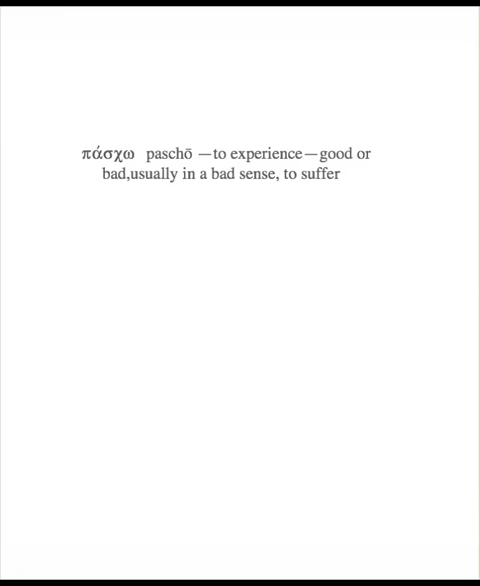 πάσχω paschō —to experience—good or
bad,usually in a bad sense, to suffer